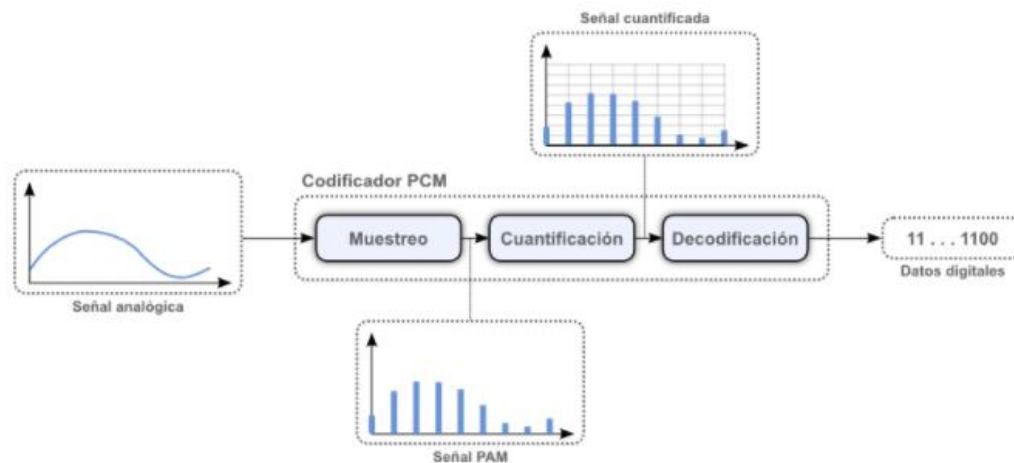 Señal cuantificada
Codificador PCM
Muestreo
Cuantificación
Decodificación
11 . . . 1100
Datos digitales
Señal analógica
Señal PAM